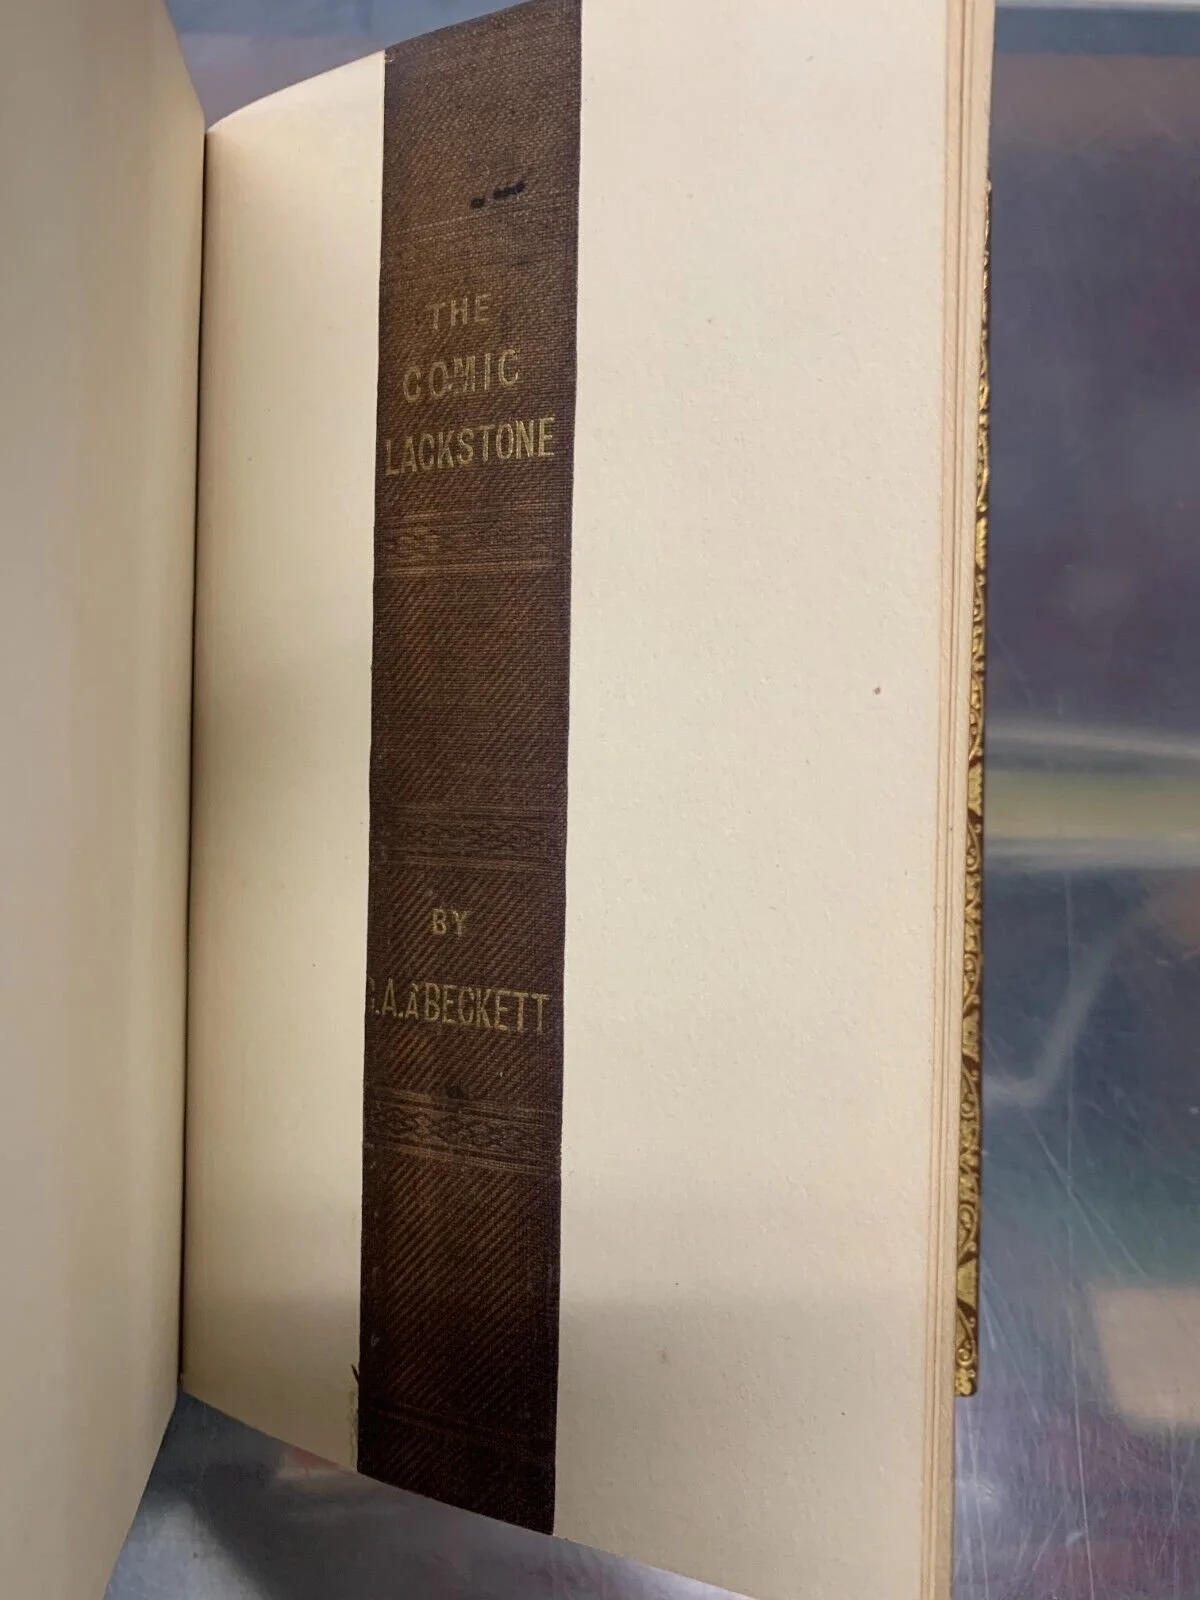 THE
COMIC
LACKSTONE
BY
G.A. À BECKETT